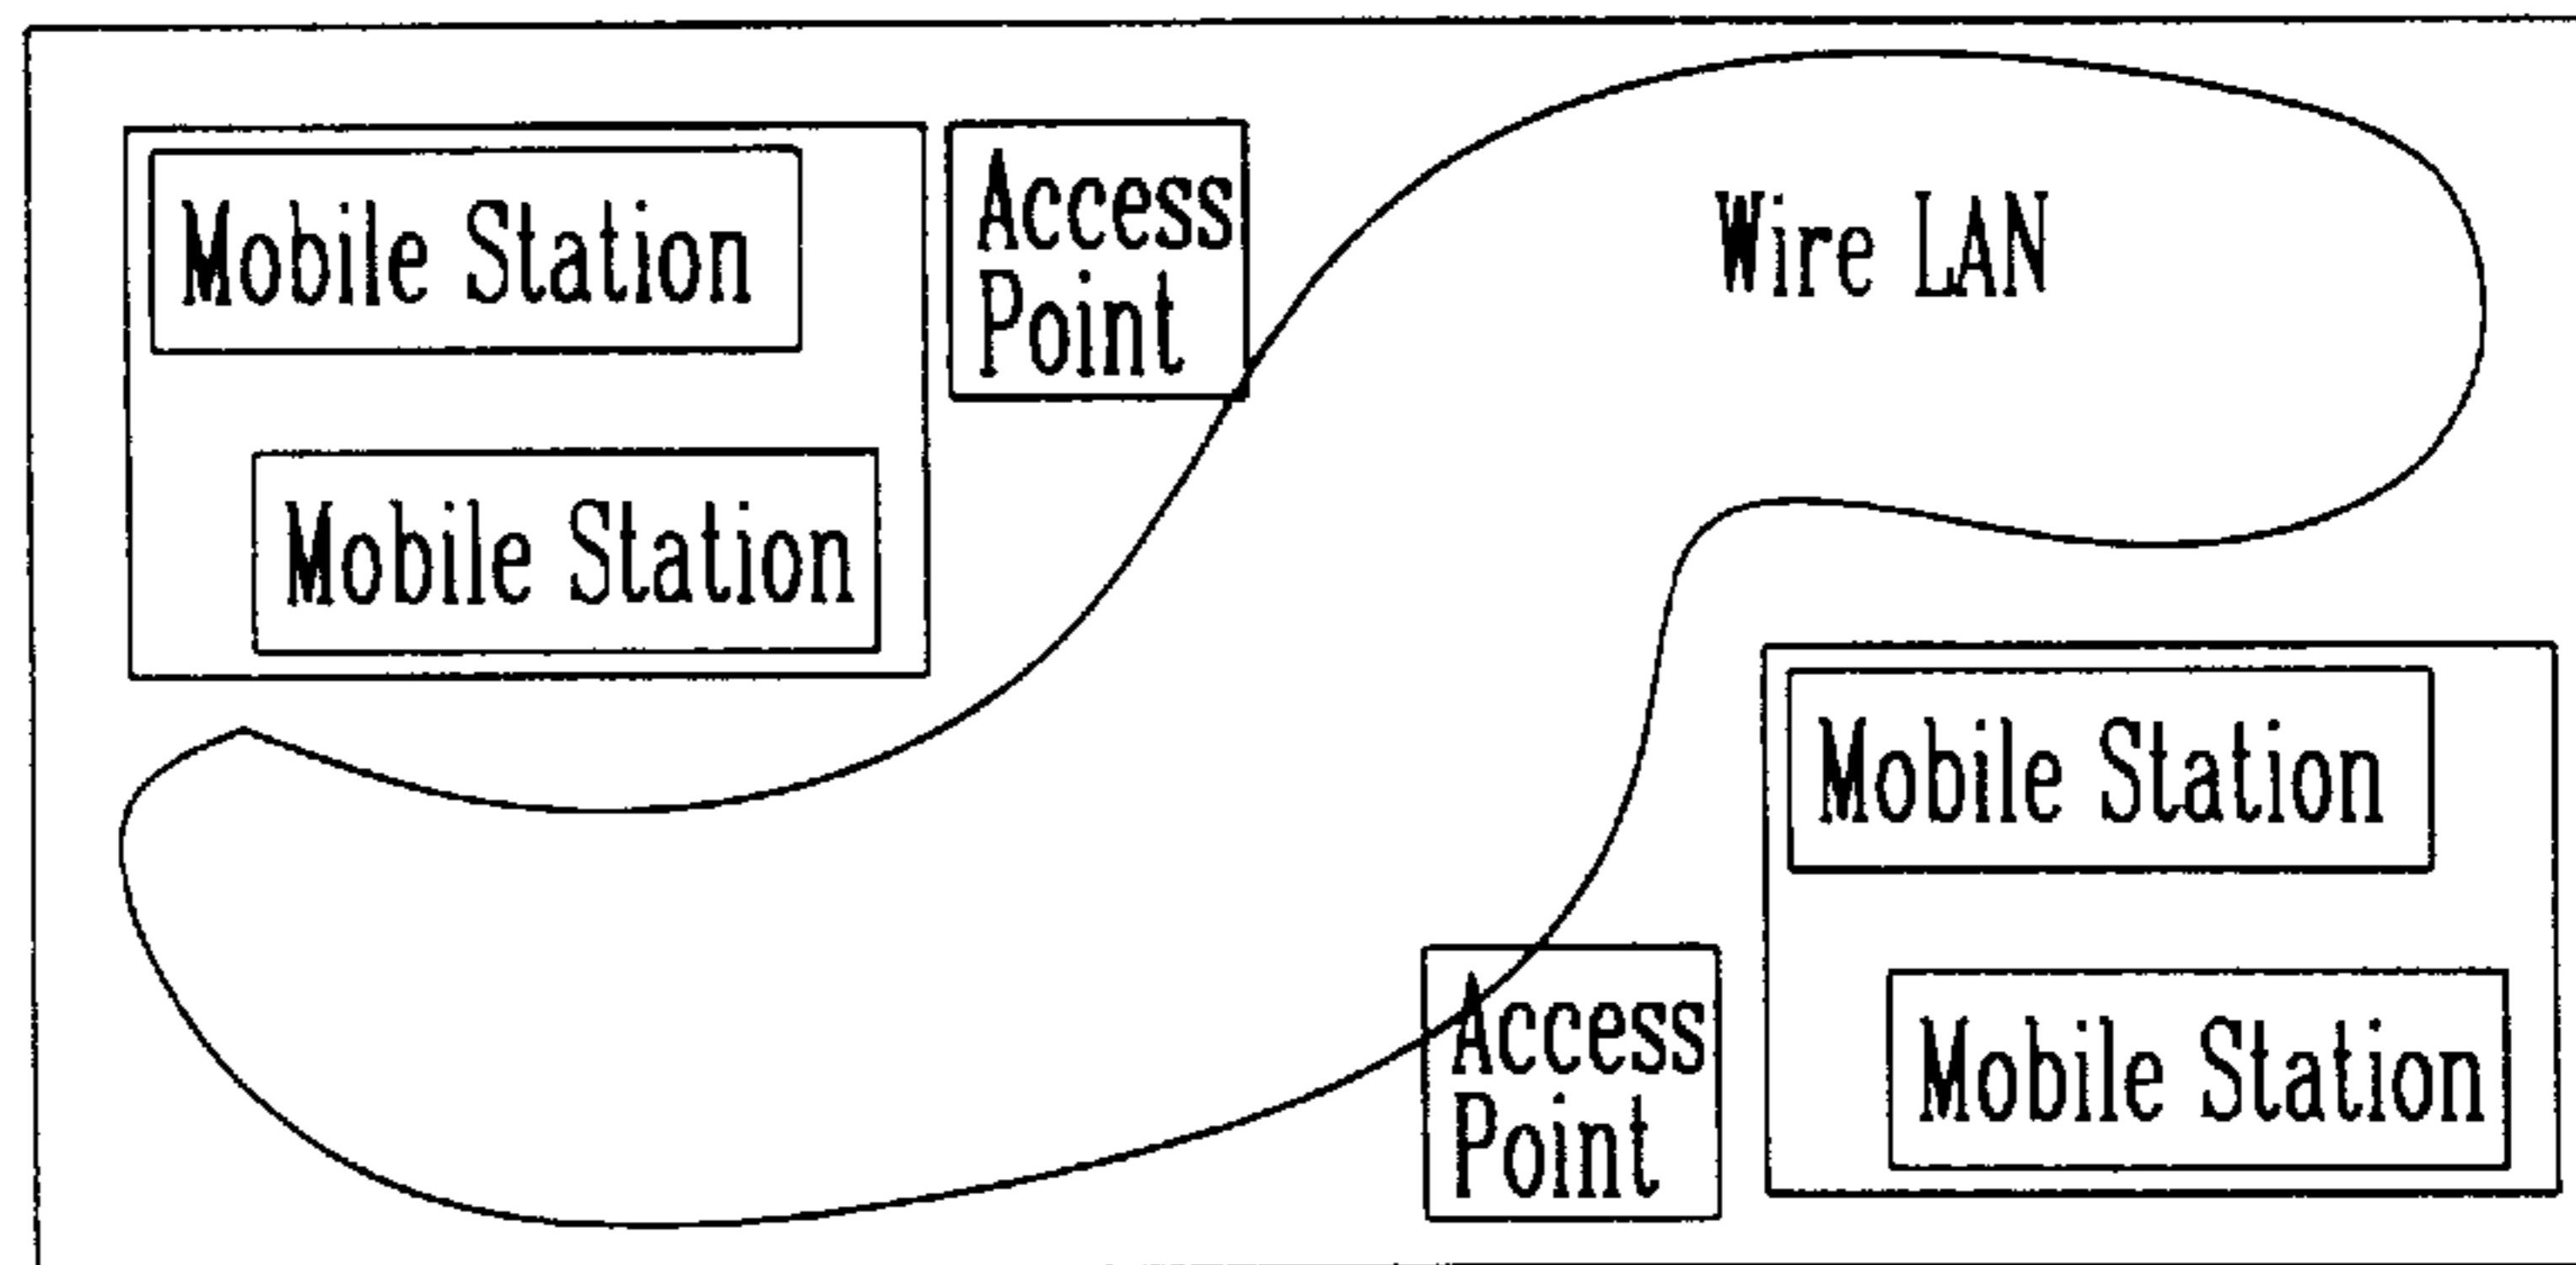 Mobile Station
Access
Point
Mobile Station
Wire LAN
Mobile Station
Mobile Station
Access
Point